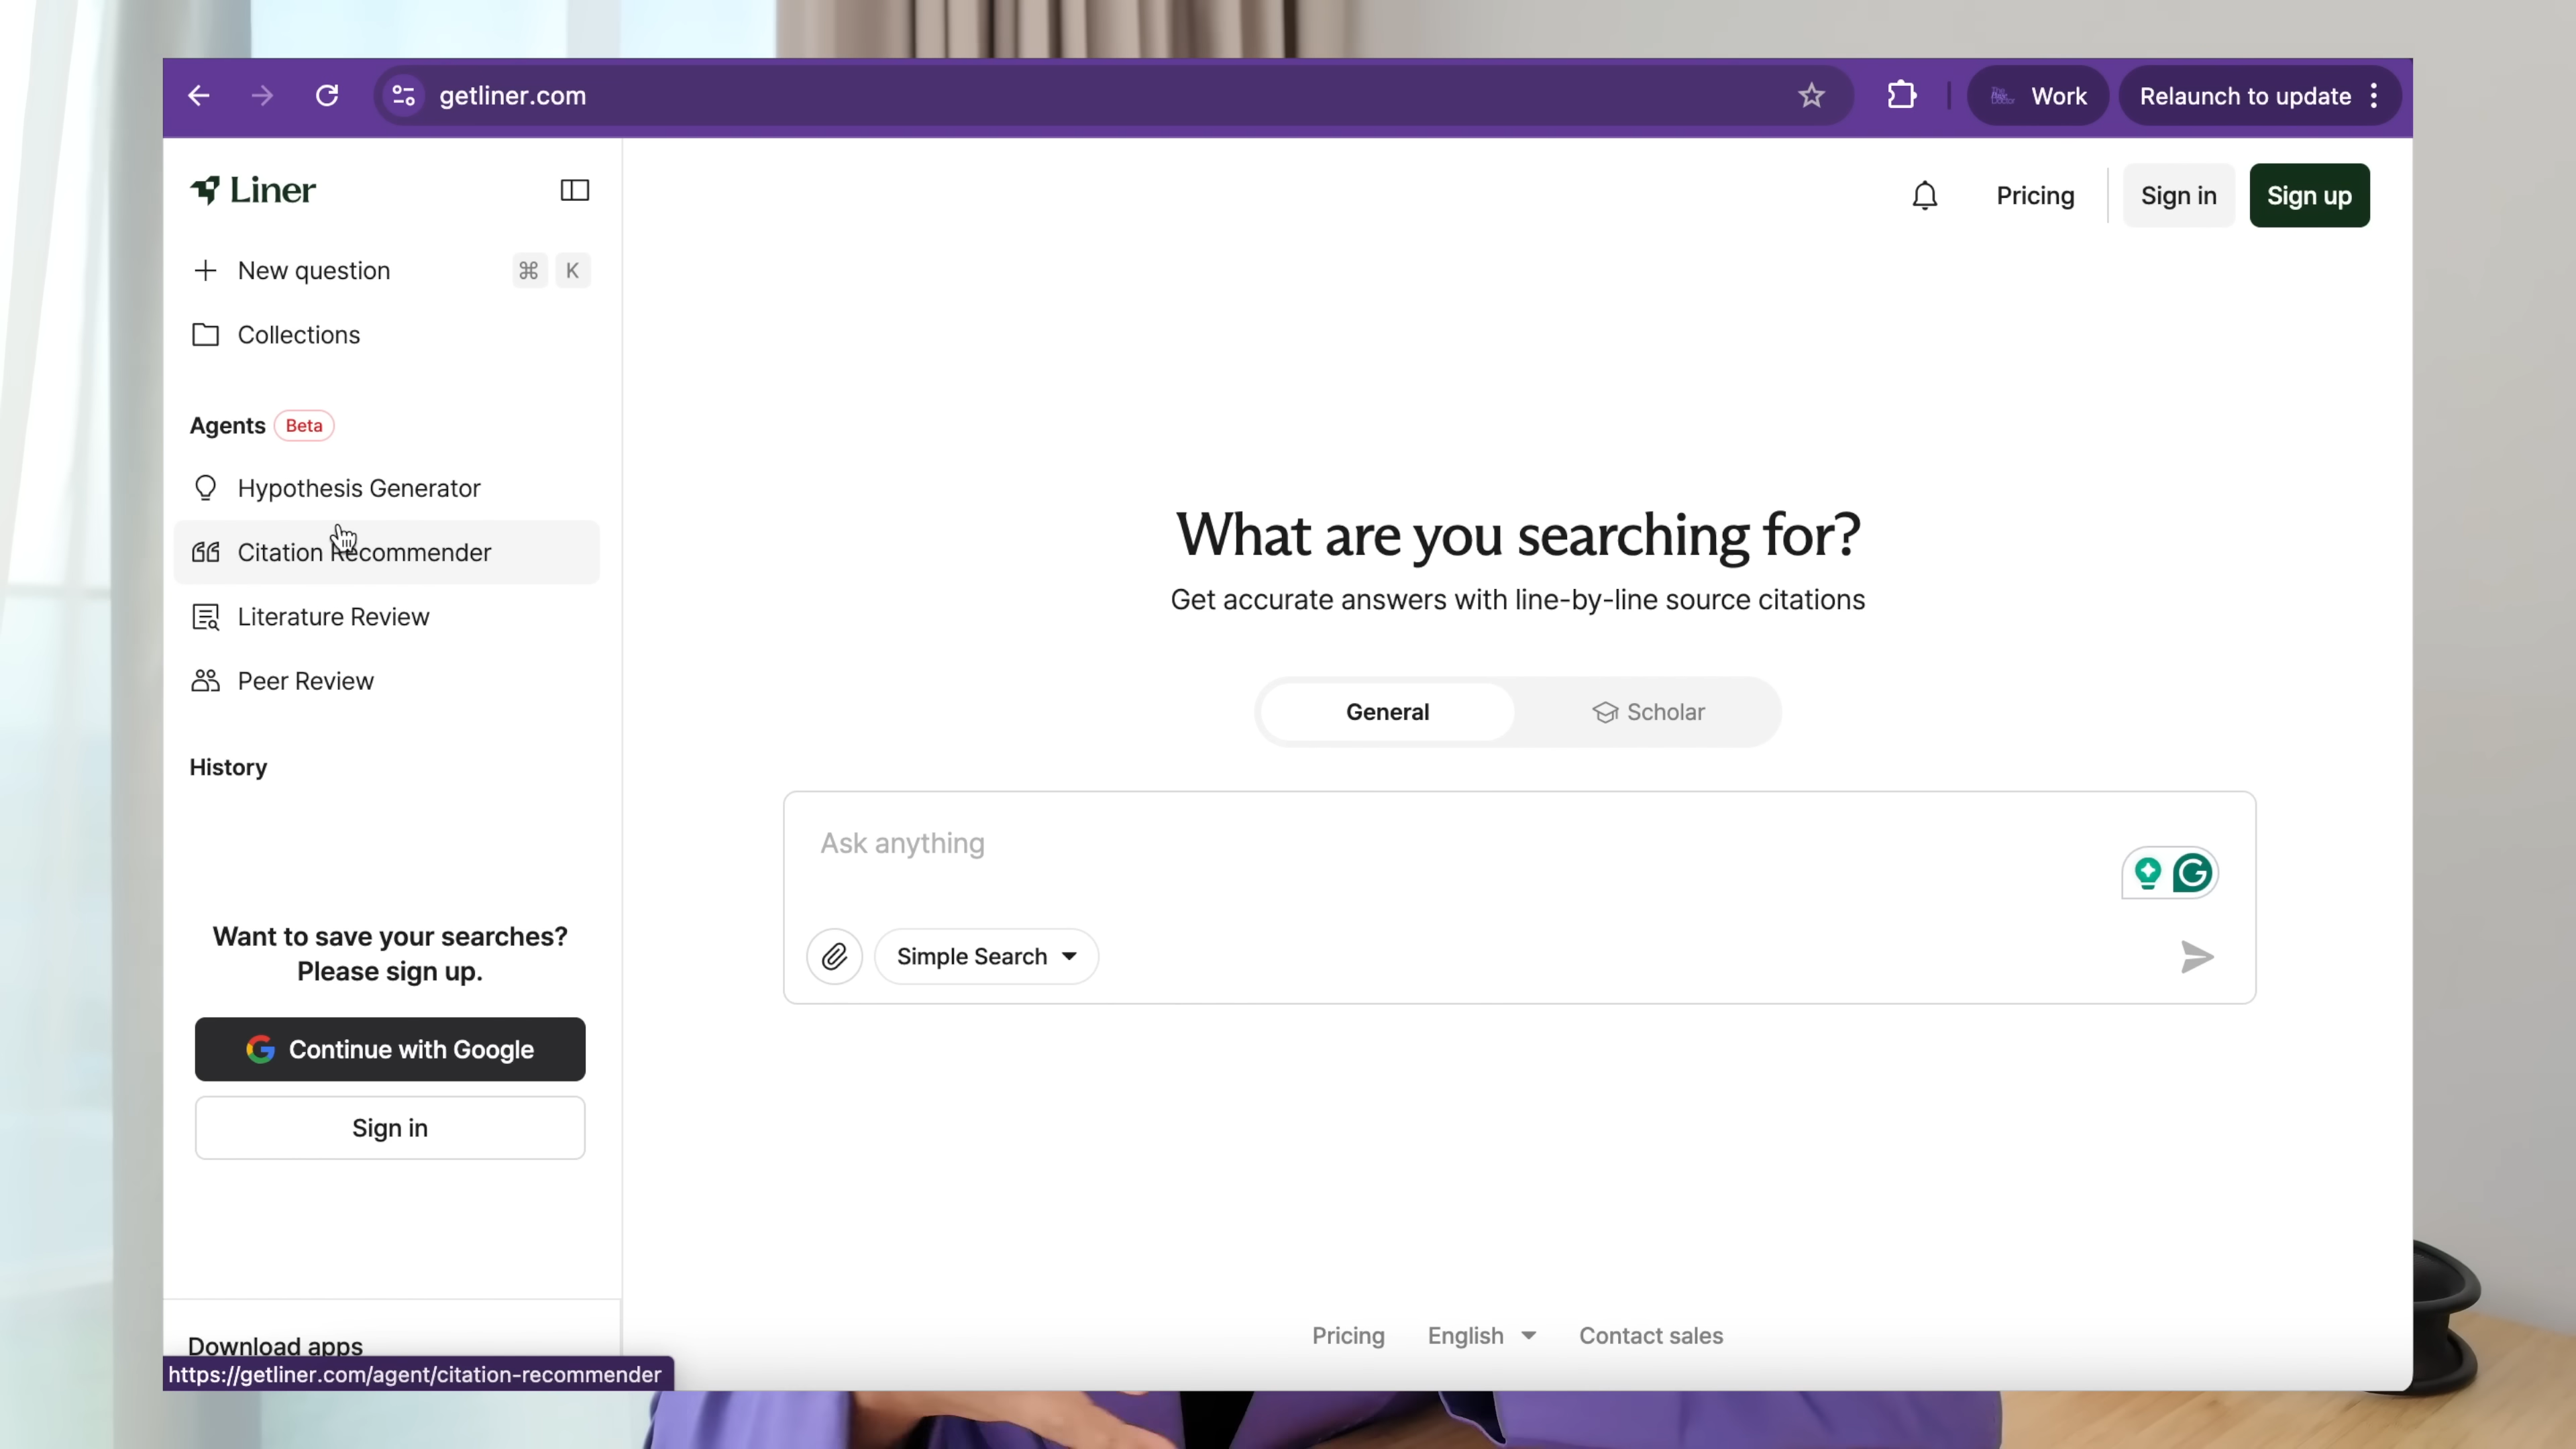 getliner.com
Work
Relaunch to update
Liner
Pricing
Sign in
Sign up
New question
⌘ K
Collections
Agents Beta
Hypothesis Generator
Citation Recommender
Literature Review
Peer Review
History
Want to save your searches?
Please sign up.
Continue with Google
Sign in
Download apps
https://getliner.com/agent/citation-recommender
What are you searching for?
Get accurate answers with line-by-line source citations
General
Scholar
Ask anything
Simple Search
Pricing
English
Contact sales